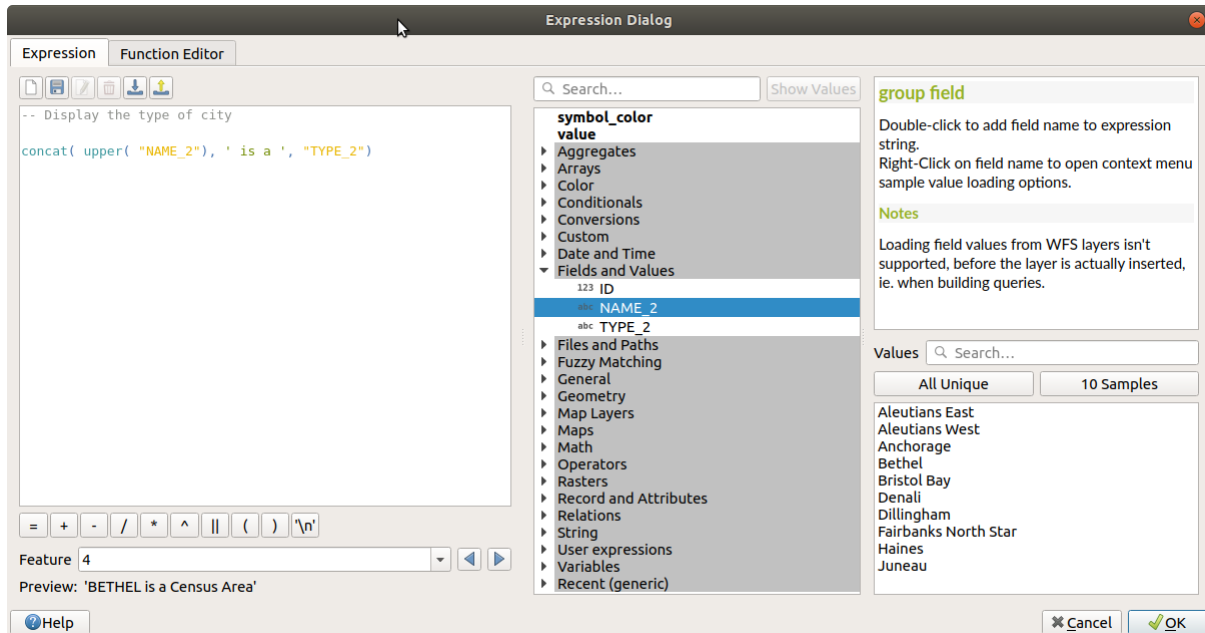 Expression Dialog
Expression
Function Editor
-- Display the type of city
concat( upper( "NAME_2"), ' is a ', "TYPE_2")
= + - / * ^ || ( ) '\n'
Feature 4
Preview: 'BETHEL is a Census Area'
Help
Search...
Show Values
symbol_color
value
Aggregates
Arrays
Color
Conditionals
Conversions
Custom
Date and Time
Fields and Values
123 ID
abc NAME_2
abc TYPE_2
Files and Paths
Fuzzy Matching
General
Geometry
Map Layers
Maps
Math
Operators
Rasters
Record and Attributes
Relations
String
User expressions
Variables
Recent (generic)
group field
Double-click to add field name to expression
string.
Right-Click on field name to open context menu
sample value loading options.
Notes
Loading field values from WFS layers isn't
supported, before the layer is actually inserted,
ie. when building queries.
Values Search...
All Unique
10 Samples
Aleutians East
Aleutians West
Anchorage
Bethel
Bristol Bay
Denali
Dillingham
Fairbanks North Star
Haines
Juneau
Cancel
OK